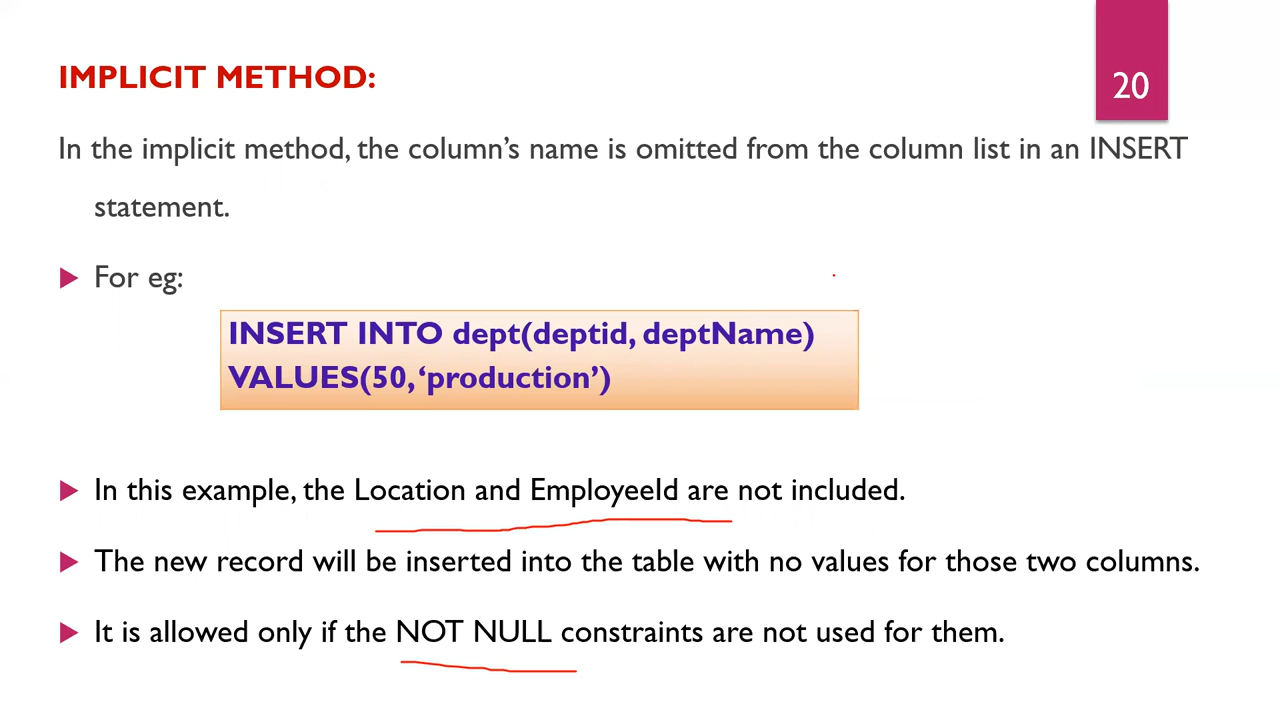 IMPLICIT METHOD:
20
In the implicit method, the column’s name is omitted from the column list in an INSERT
statement.
For eg:
INSERT INTO dept(deptid, deptName)
VALUES(50, ‘production’)
In this example, the Location and EmployeeId are not included.
The new record will be inserted into the table with no values for those two columns.
It is allowed only if the NOT NULL constraints are not used for them.